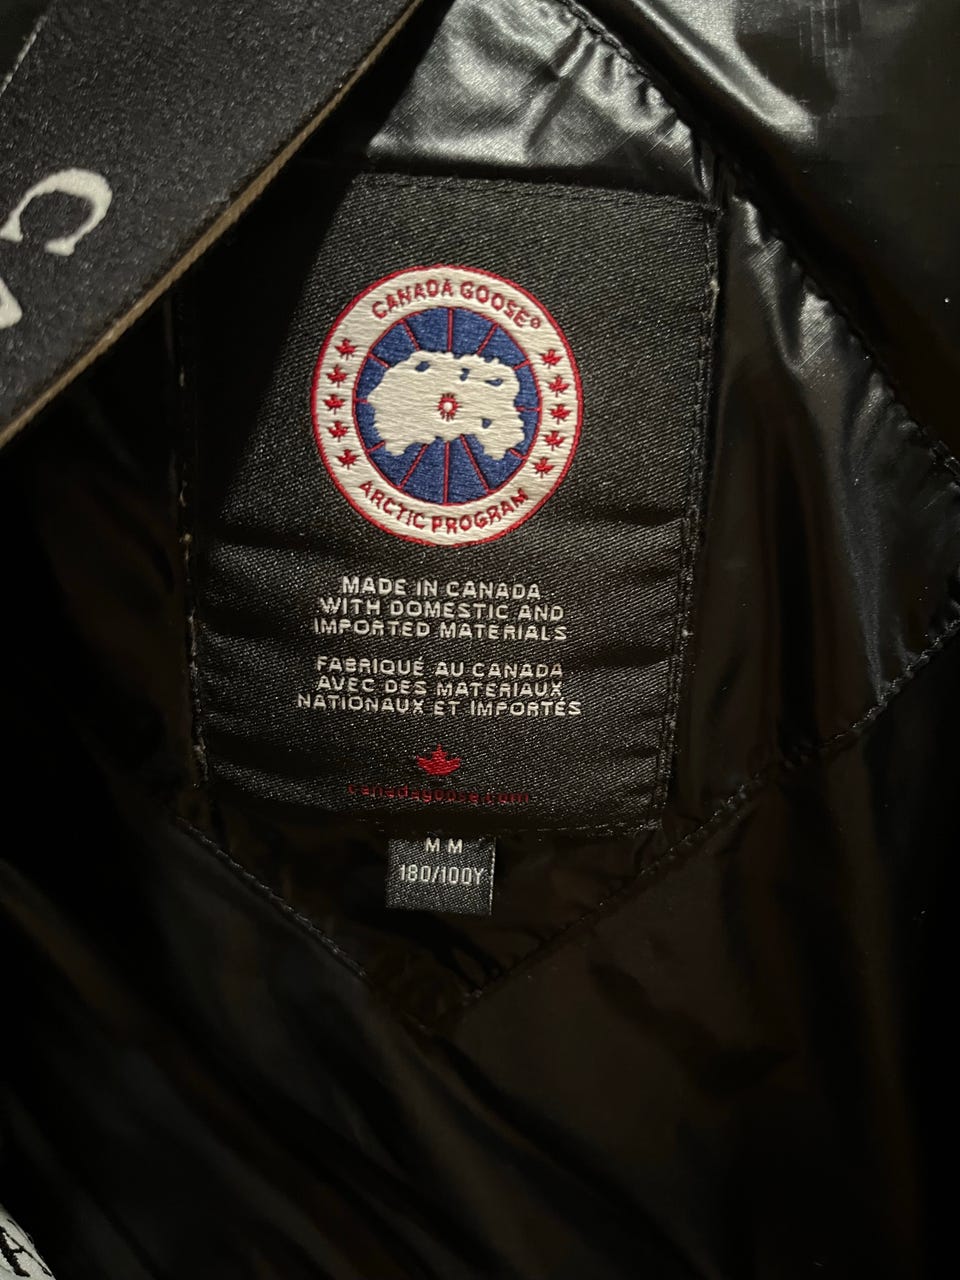 CA
CANADA GOOSE®
ARCTIC PROGRAM
MADE IN CANADA
WITH DOMESTIC AND
IMPORTED MATERIALS
FABRIQUÉ AU CANADA
AVEC DES MATERIAUX
NATIONAUX ET IMPORTÉS
canadagoose.com
M M
180/100Y